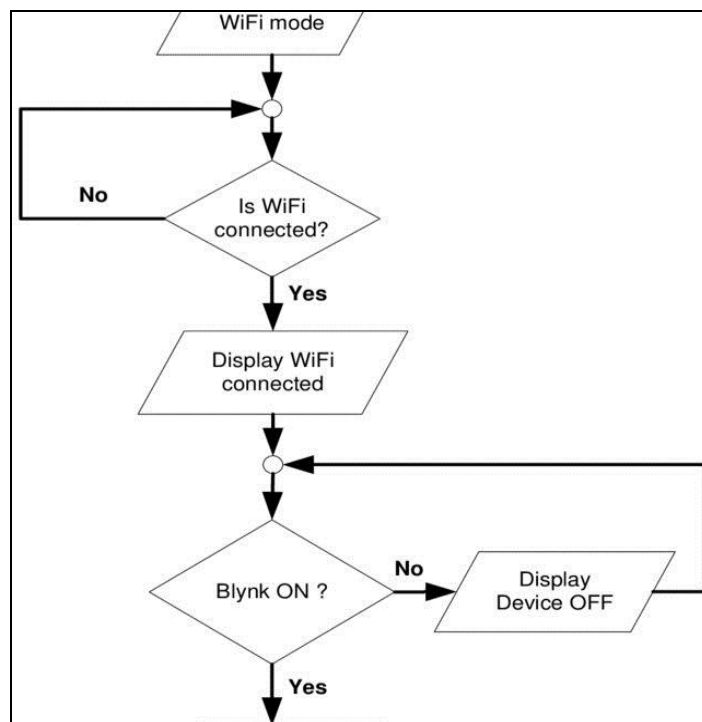 WiFi mode
No
Is WiFi
connected?
Yes
Display WiFi
connected
Blynk ON ?
No
Display
Device OFF
Yes